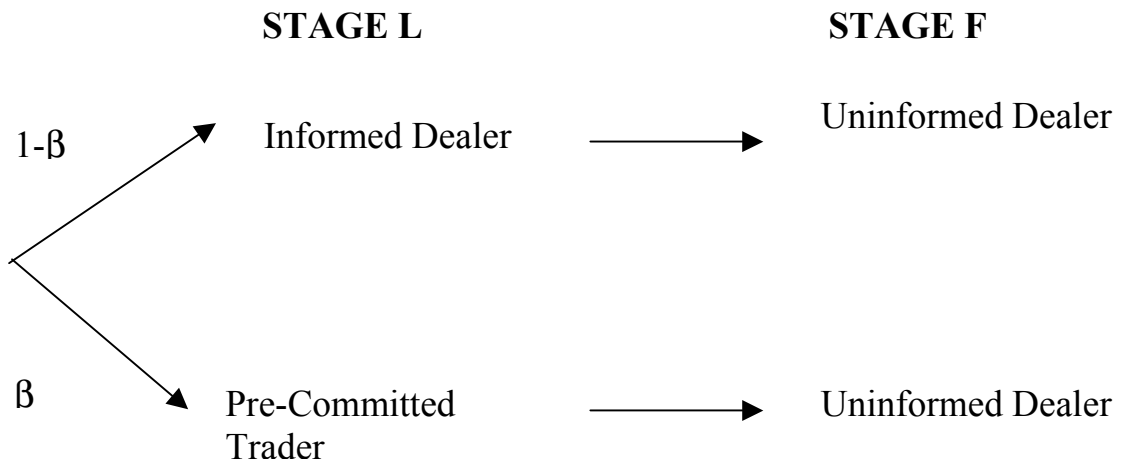 STAGE L
STAGE F
1-β
Informed Dealer
Uninformed Dealer
β
Pre-Committed
Trader
Uninformed Dealer